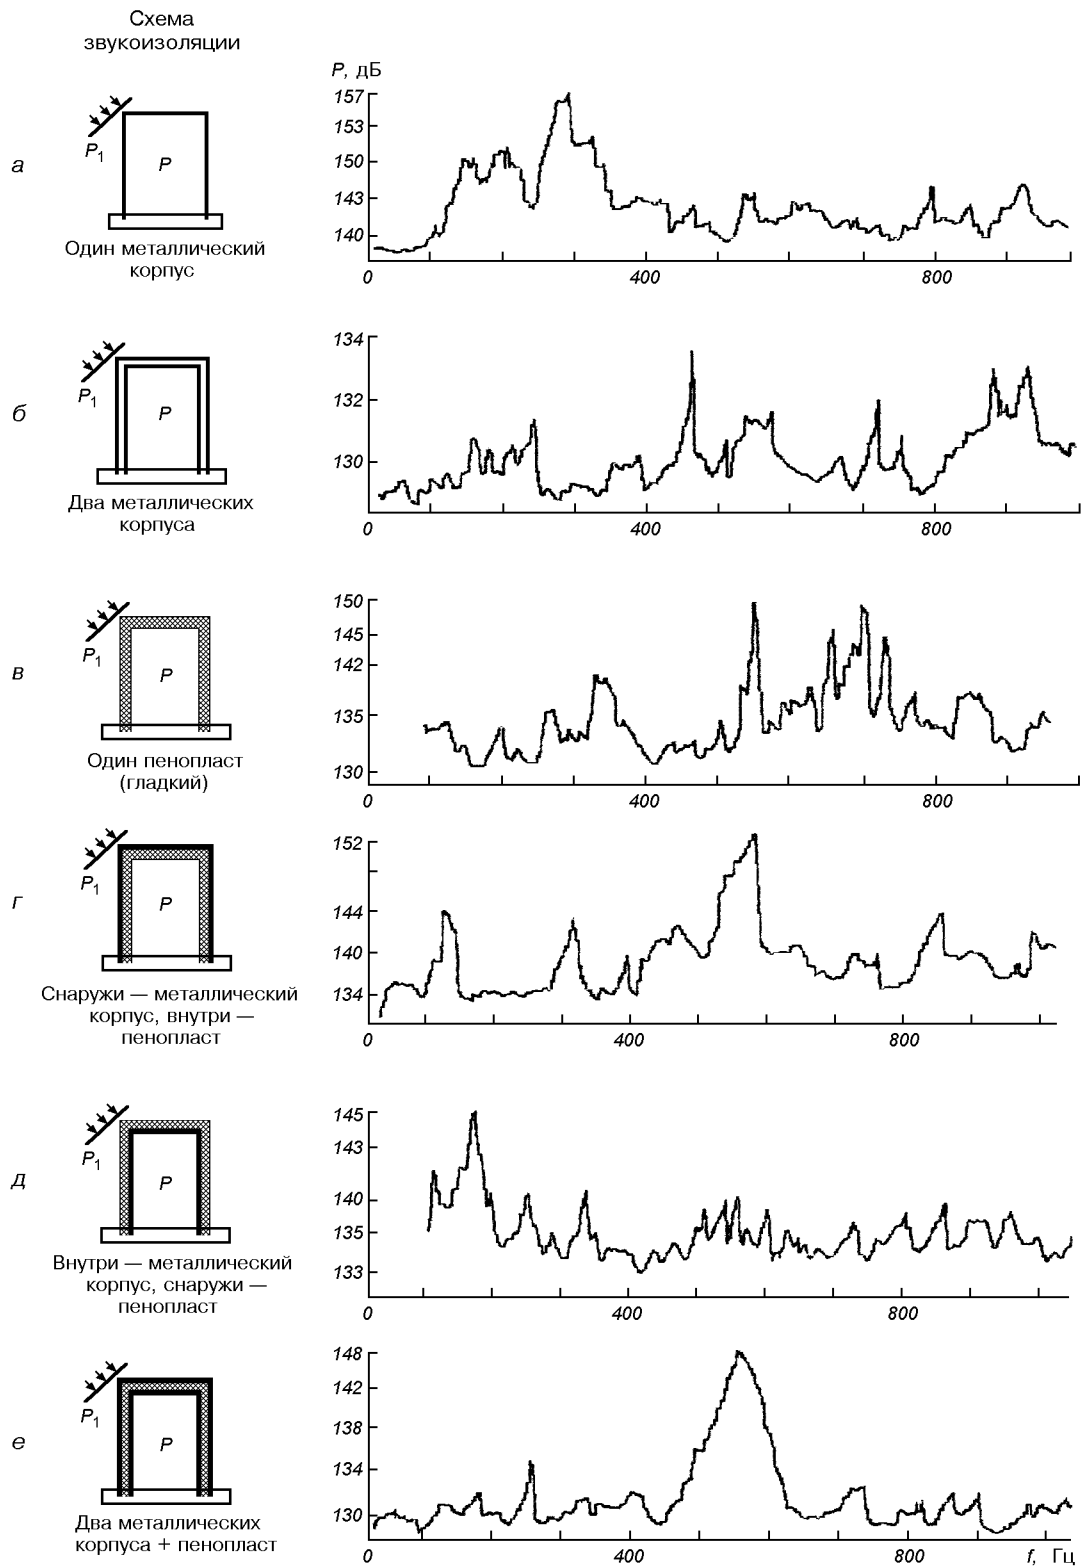 Схема
звукоизоляции
P, дБ
а
P1
P
Один металлический
корпус
157
153
150
143
140
0
400
800
б
P1
P
Два металлических
корпуса
134
132
130
0
400
800
в
P1
P
Один пенопласт
(гладкий)
150
145
142
135
130
0
400
800
г
P1
P
Снаружи — металлический
корпус, внутри —
пенопласт
152
144
140
134
0
400
800
д
P1
P
Внутри — металлический
корпус, снаружи —
пенопласт
145
143
140
135
133
0
400
800
е
P1
P
Два металлических
корпуса + пенопласт
148
142
138
134
130
0
400
800
f, Гц